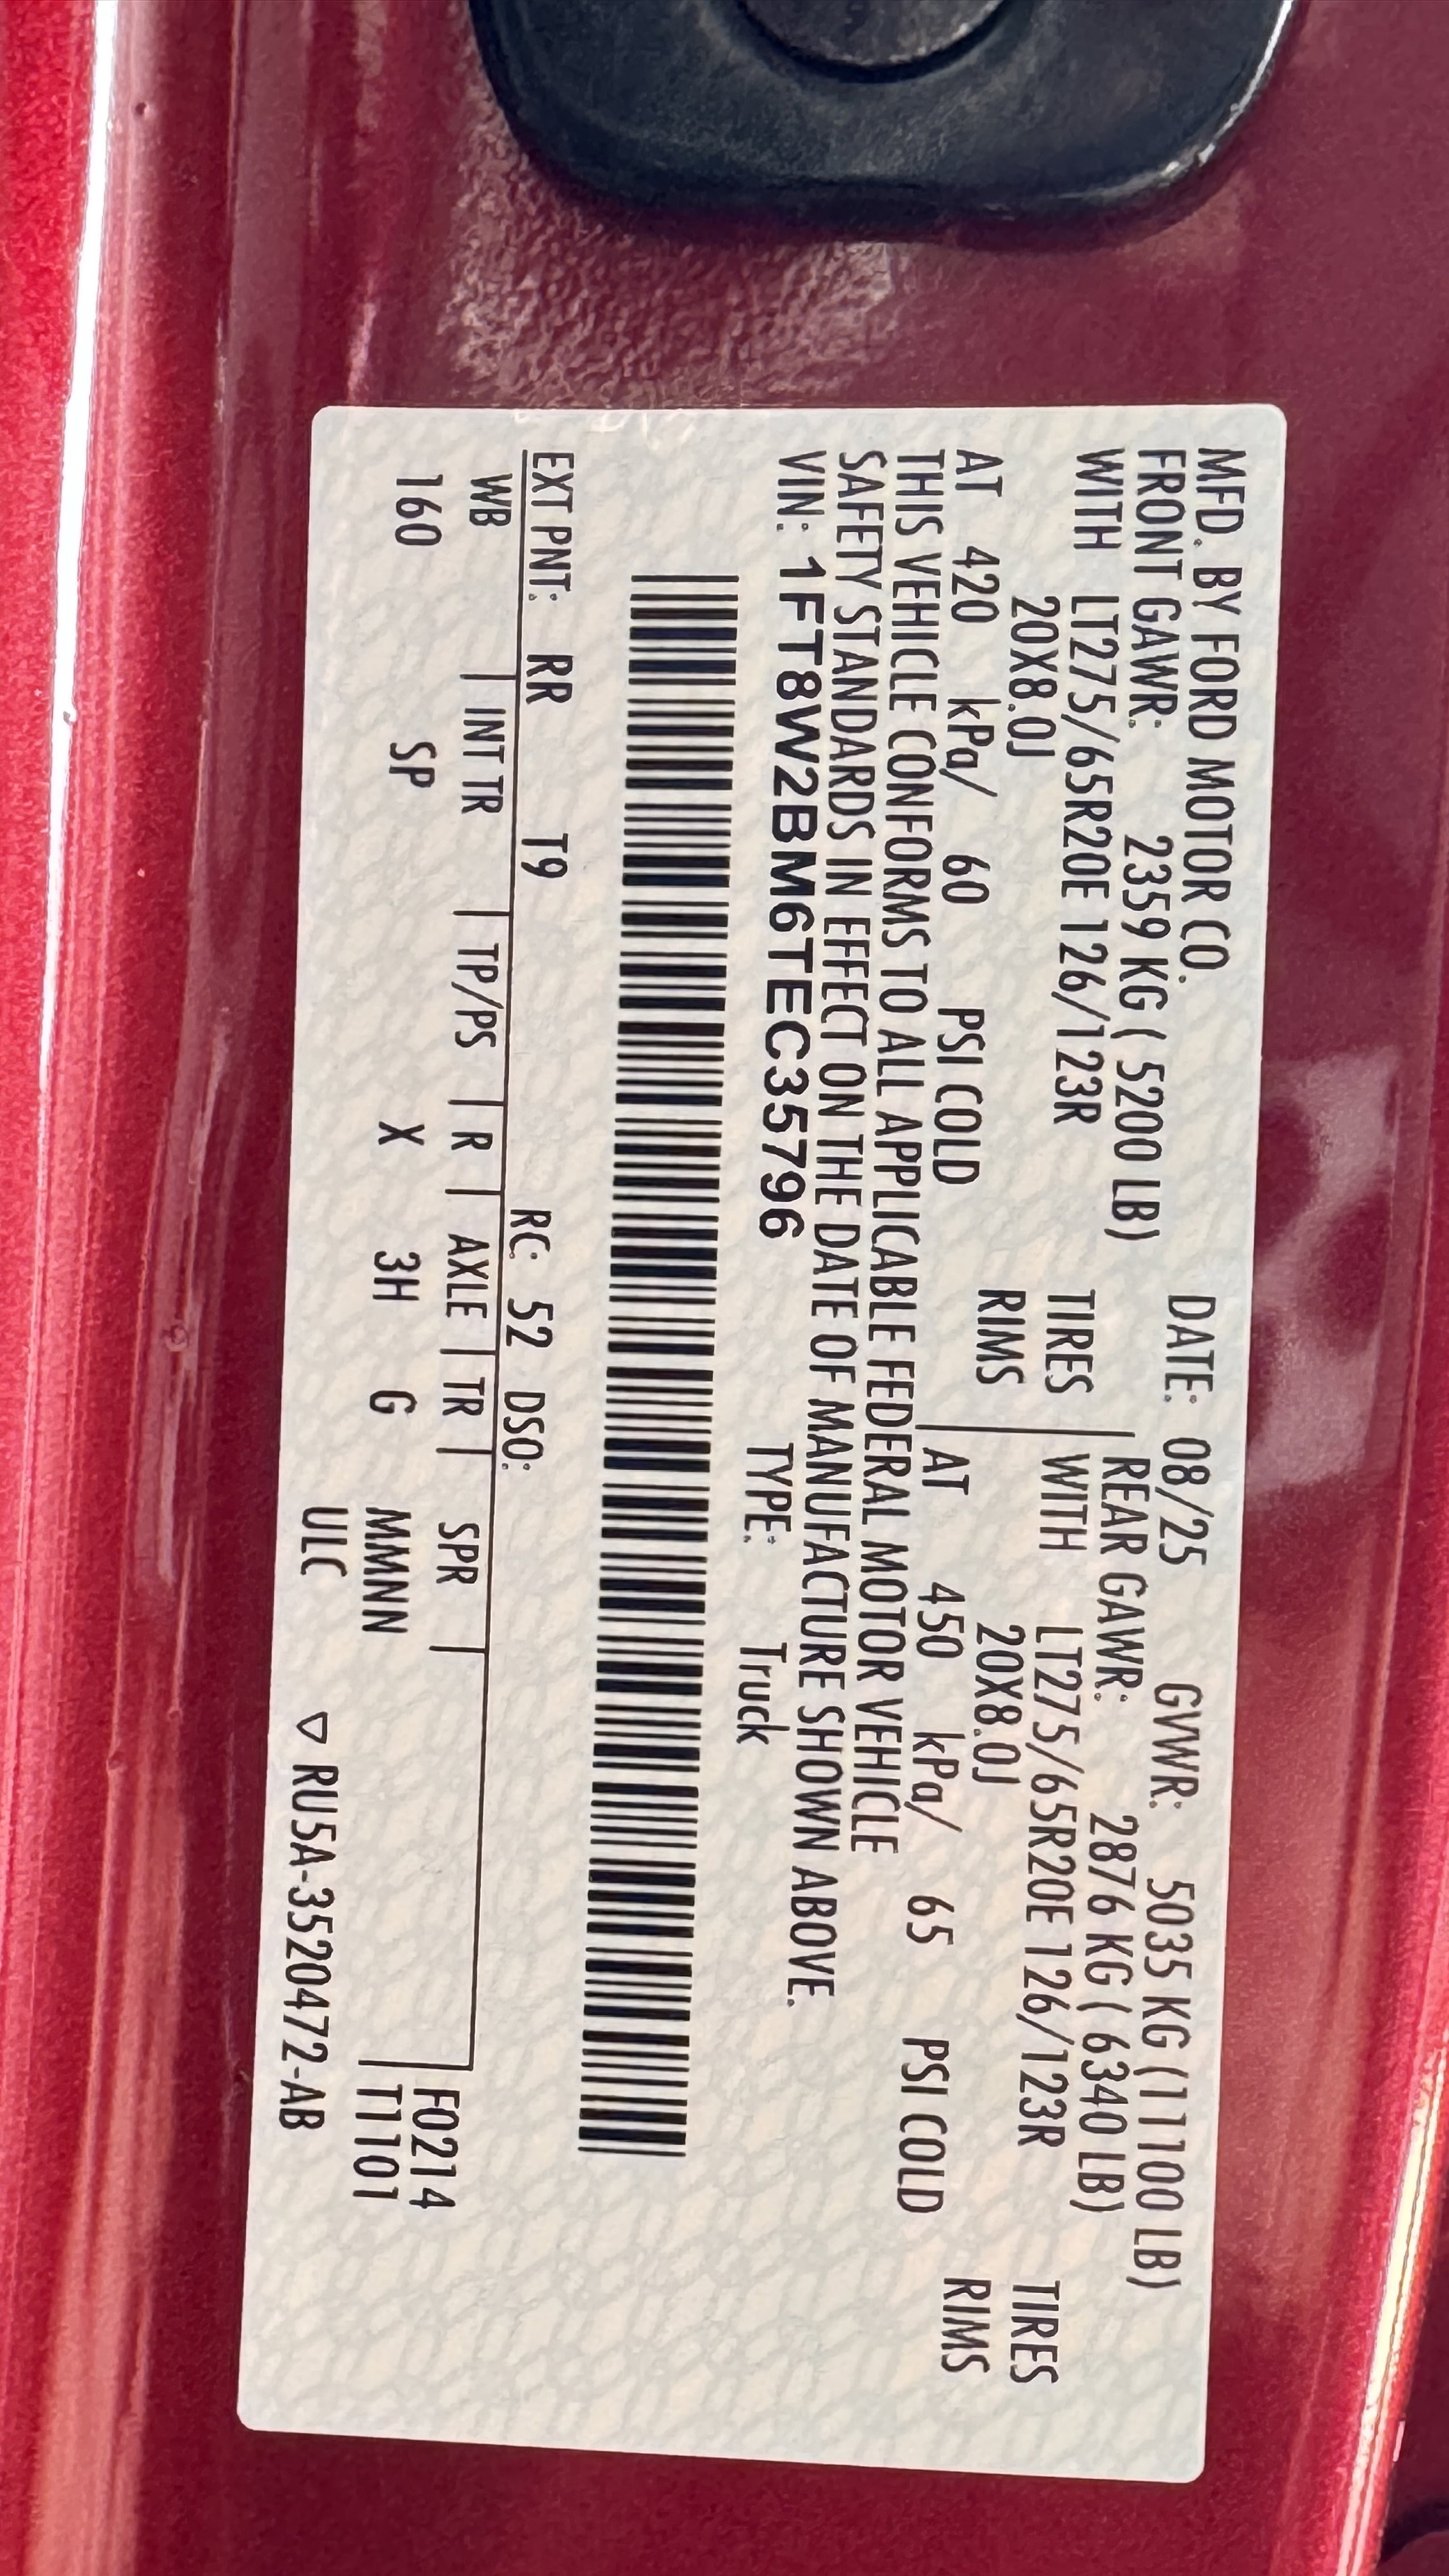 MFD. BY FORD MOTOR CO.
DATE: 08/25 GVWR: 5035 KG (11100 LB)
FRONT GAWR: 2359 KG ( 5200 LB)
REAR GAWR: 2876 KG ( 6340 LB)
WITH LT275/65R20E 126/123R TIRES
WITH LT275/65R20E 126/123R TIRES
20X8.0J RIMS
20X8.0J RIMS
AT 420 kPa/ 60 PSI COLD
AT 450 kPa/ 65 PSI COLD
THIS VEHICLE CONFORMS TO ALL APPLICABLE FEDERAL MOTOR VEHICLE
SAFETY STANDARDS IN EFFECT ON THE DATE OF MANUFACTURE SHOWN ABOVE.
VIN: 1FT8W2BM6TEC35796
TYPE: Truck
EXT PNT: RR T9 RC: 52 DSO:
WB INT TR TP/PS R AXLE TR SPR
160 SP X 3H G MMNN
ULC
F0214
T1101
▽ RU5A-3520472-AB